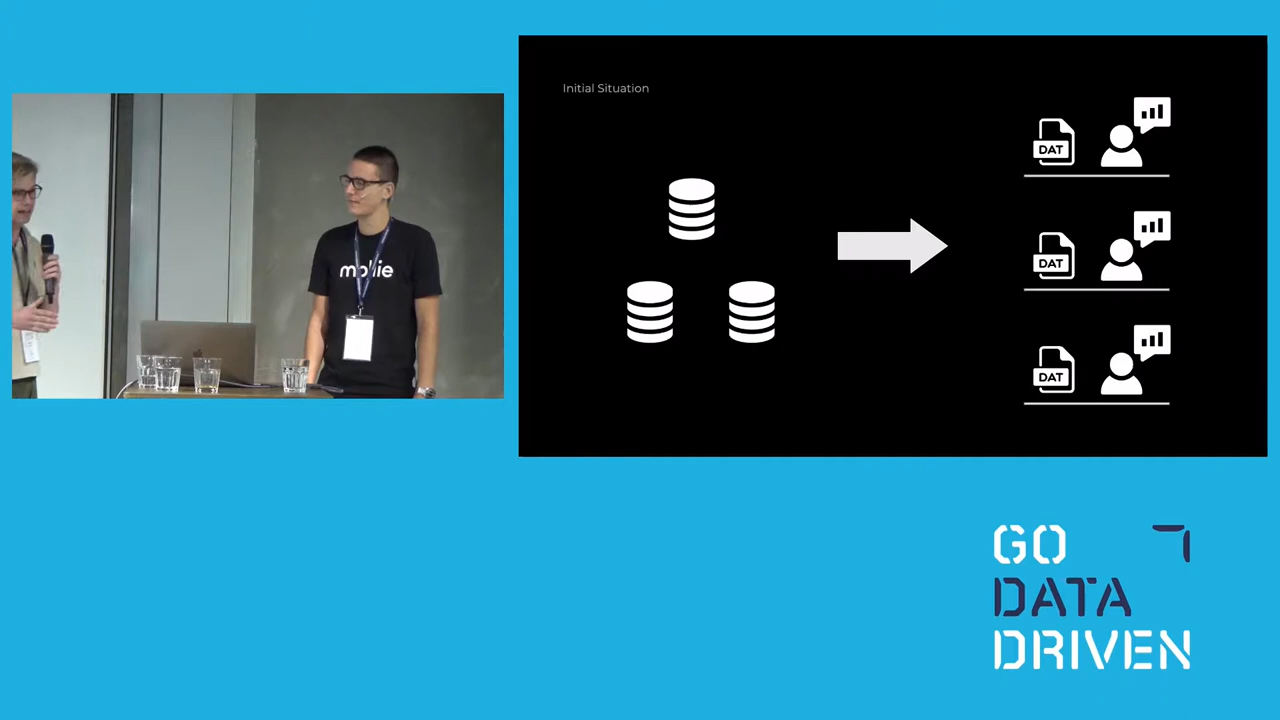 Initial Situation
DAT
DAT
DAT
mollie
GO
DATA
DRIVEN